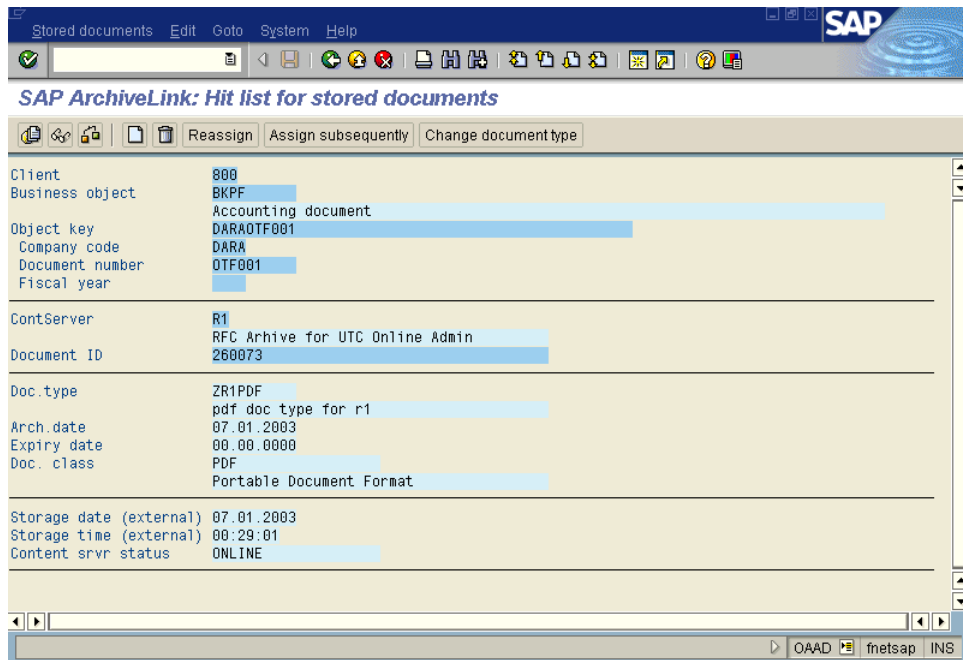 Stored documents Edit Goto System Help
SAP
SAP ArchiveLink: Hit list for stored documents
Reassign Assign subsequently Change document type
Client 800
Business object BKPF
Accounting document
Object key DARAOTF001
Company code DARA
Document number OTF001
Fiscal year
ContServer R1
RFC Arhive for UTC Online Admin
Document ID 260073
Doc.type ZR1PDF
pdf doc type for r1
Arch.date 07.01.2003
Expiry date 00.00.0000
Doc. class PDF
Portable Document Format
Storage date (external) 07.01.2003
Storage time (external) 00:29:01
Content srvr status ONLINE
OAAD fnetsap INS